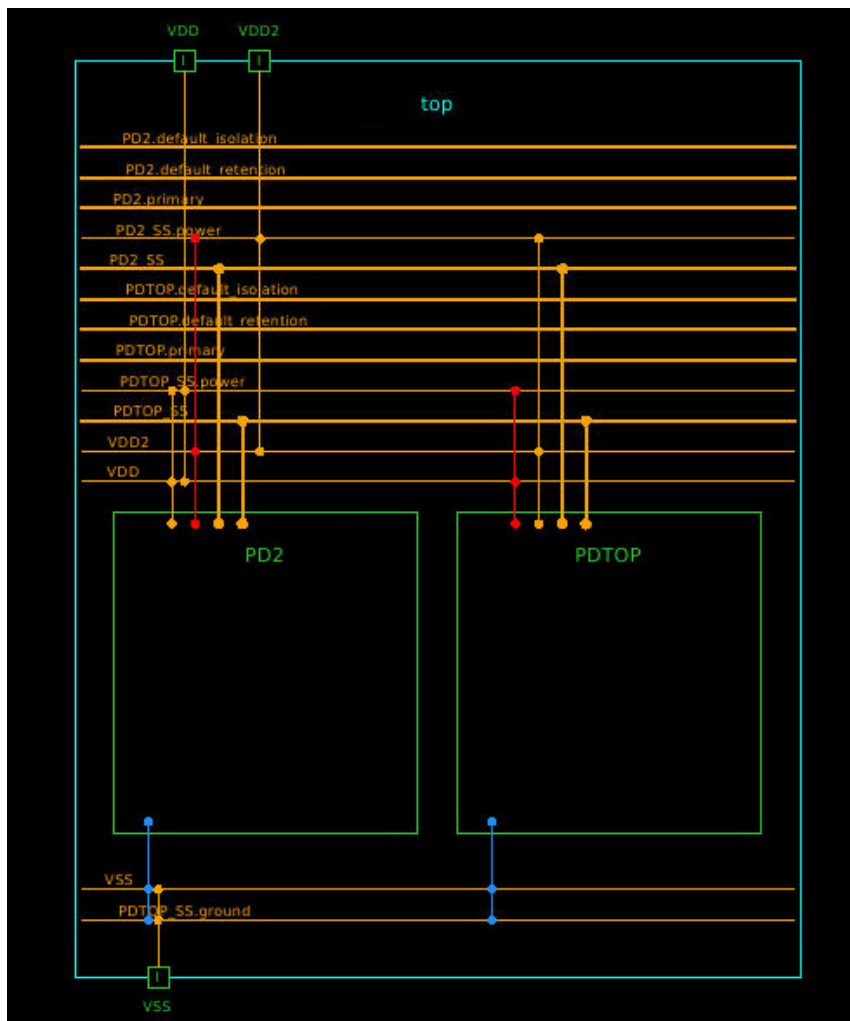 VDD VDD2
I I
top
PD2.default_isolation
PD2.default_retention
PD2.primary
PD2_SS.power
PD2_SS
PDTOP.default_isolation
PDTOP.default_retention
PDTOP.primary
PDTOP_SS.power
PDTOP_SS
VDD2
VDD
PD2 PDTOP
VSS
PDTOP_SS.ground
I
VSS